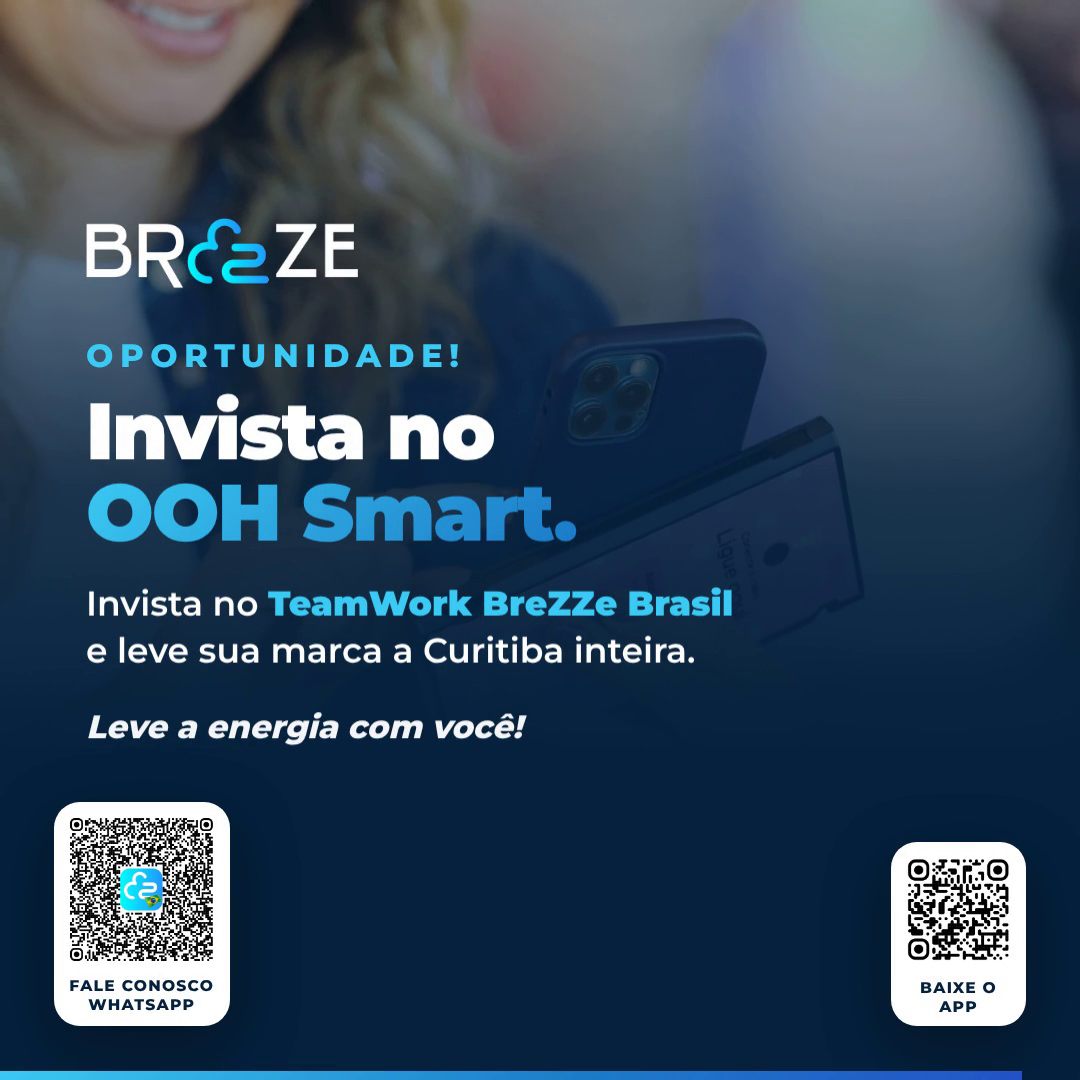 BREZE
OPORTUNIDADE!
Invista no
OOH Smart.
Invista no TeamWork BreZZe Brasil
e leve sua marca a Curitiba inteira.
Leve a energia com você!
FALE CONOSCO
WHATSAPP
BAIXE O
APP